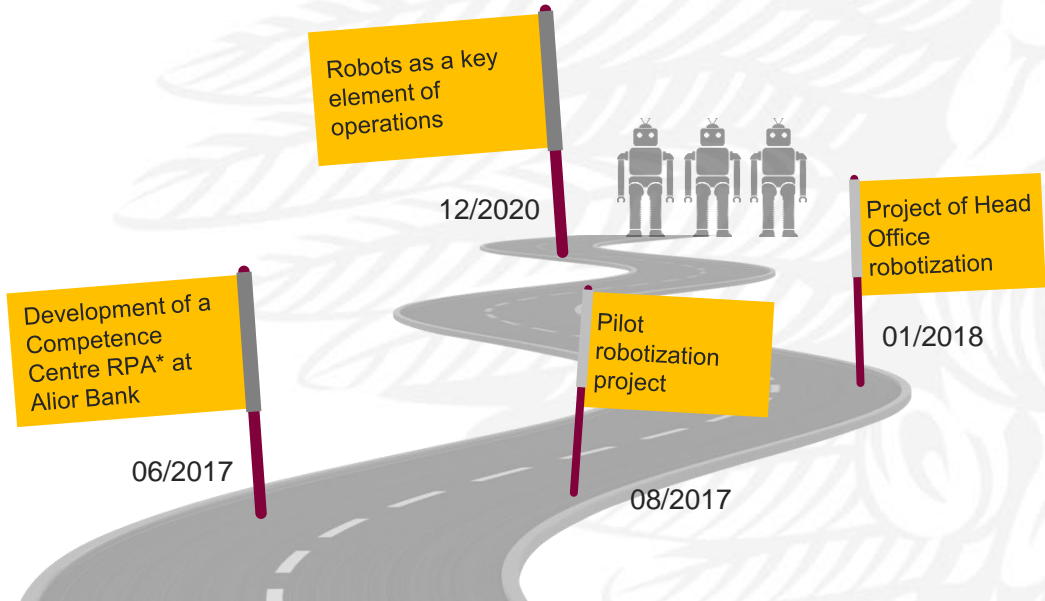 Robots as a key
element of
operations
12/2020
Project of Head
Office
robotization
01/2018
Development of a
Competence
Centre RPA* at
Alior Bank
06/2017
Pilot
robotization
project
08/2017